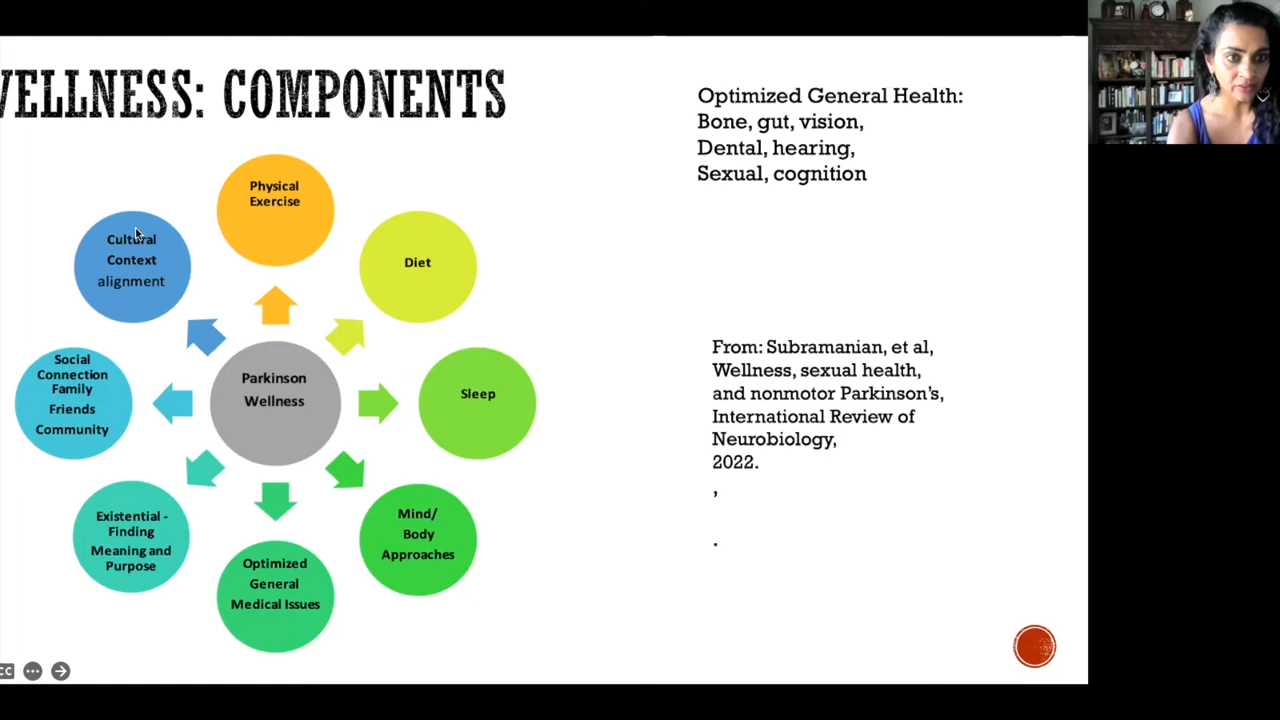 WELLNESS: COMPONENTS
Optimized General Health:
Bone, gut, vision,
Dental, hearing,
Sexual, cognition
Physical
Exercise
Cultural
Context
alignment
Diet
Social
Connection
Family
Friends
Community
Parkinson
Wellness
Sleep
Existential -
Finding
Meaning and
Purpose
Mind/
Body
Approaches
Optimized
General
Medical Issues
From: Subramanian, et al,
Wellness, sexual health,
and nonmotor Parkinson's,
International Review of
Neurobiology,
2022.
,
.
CC